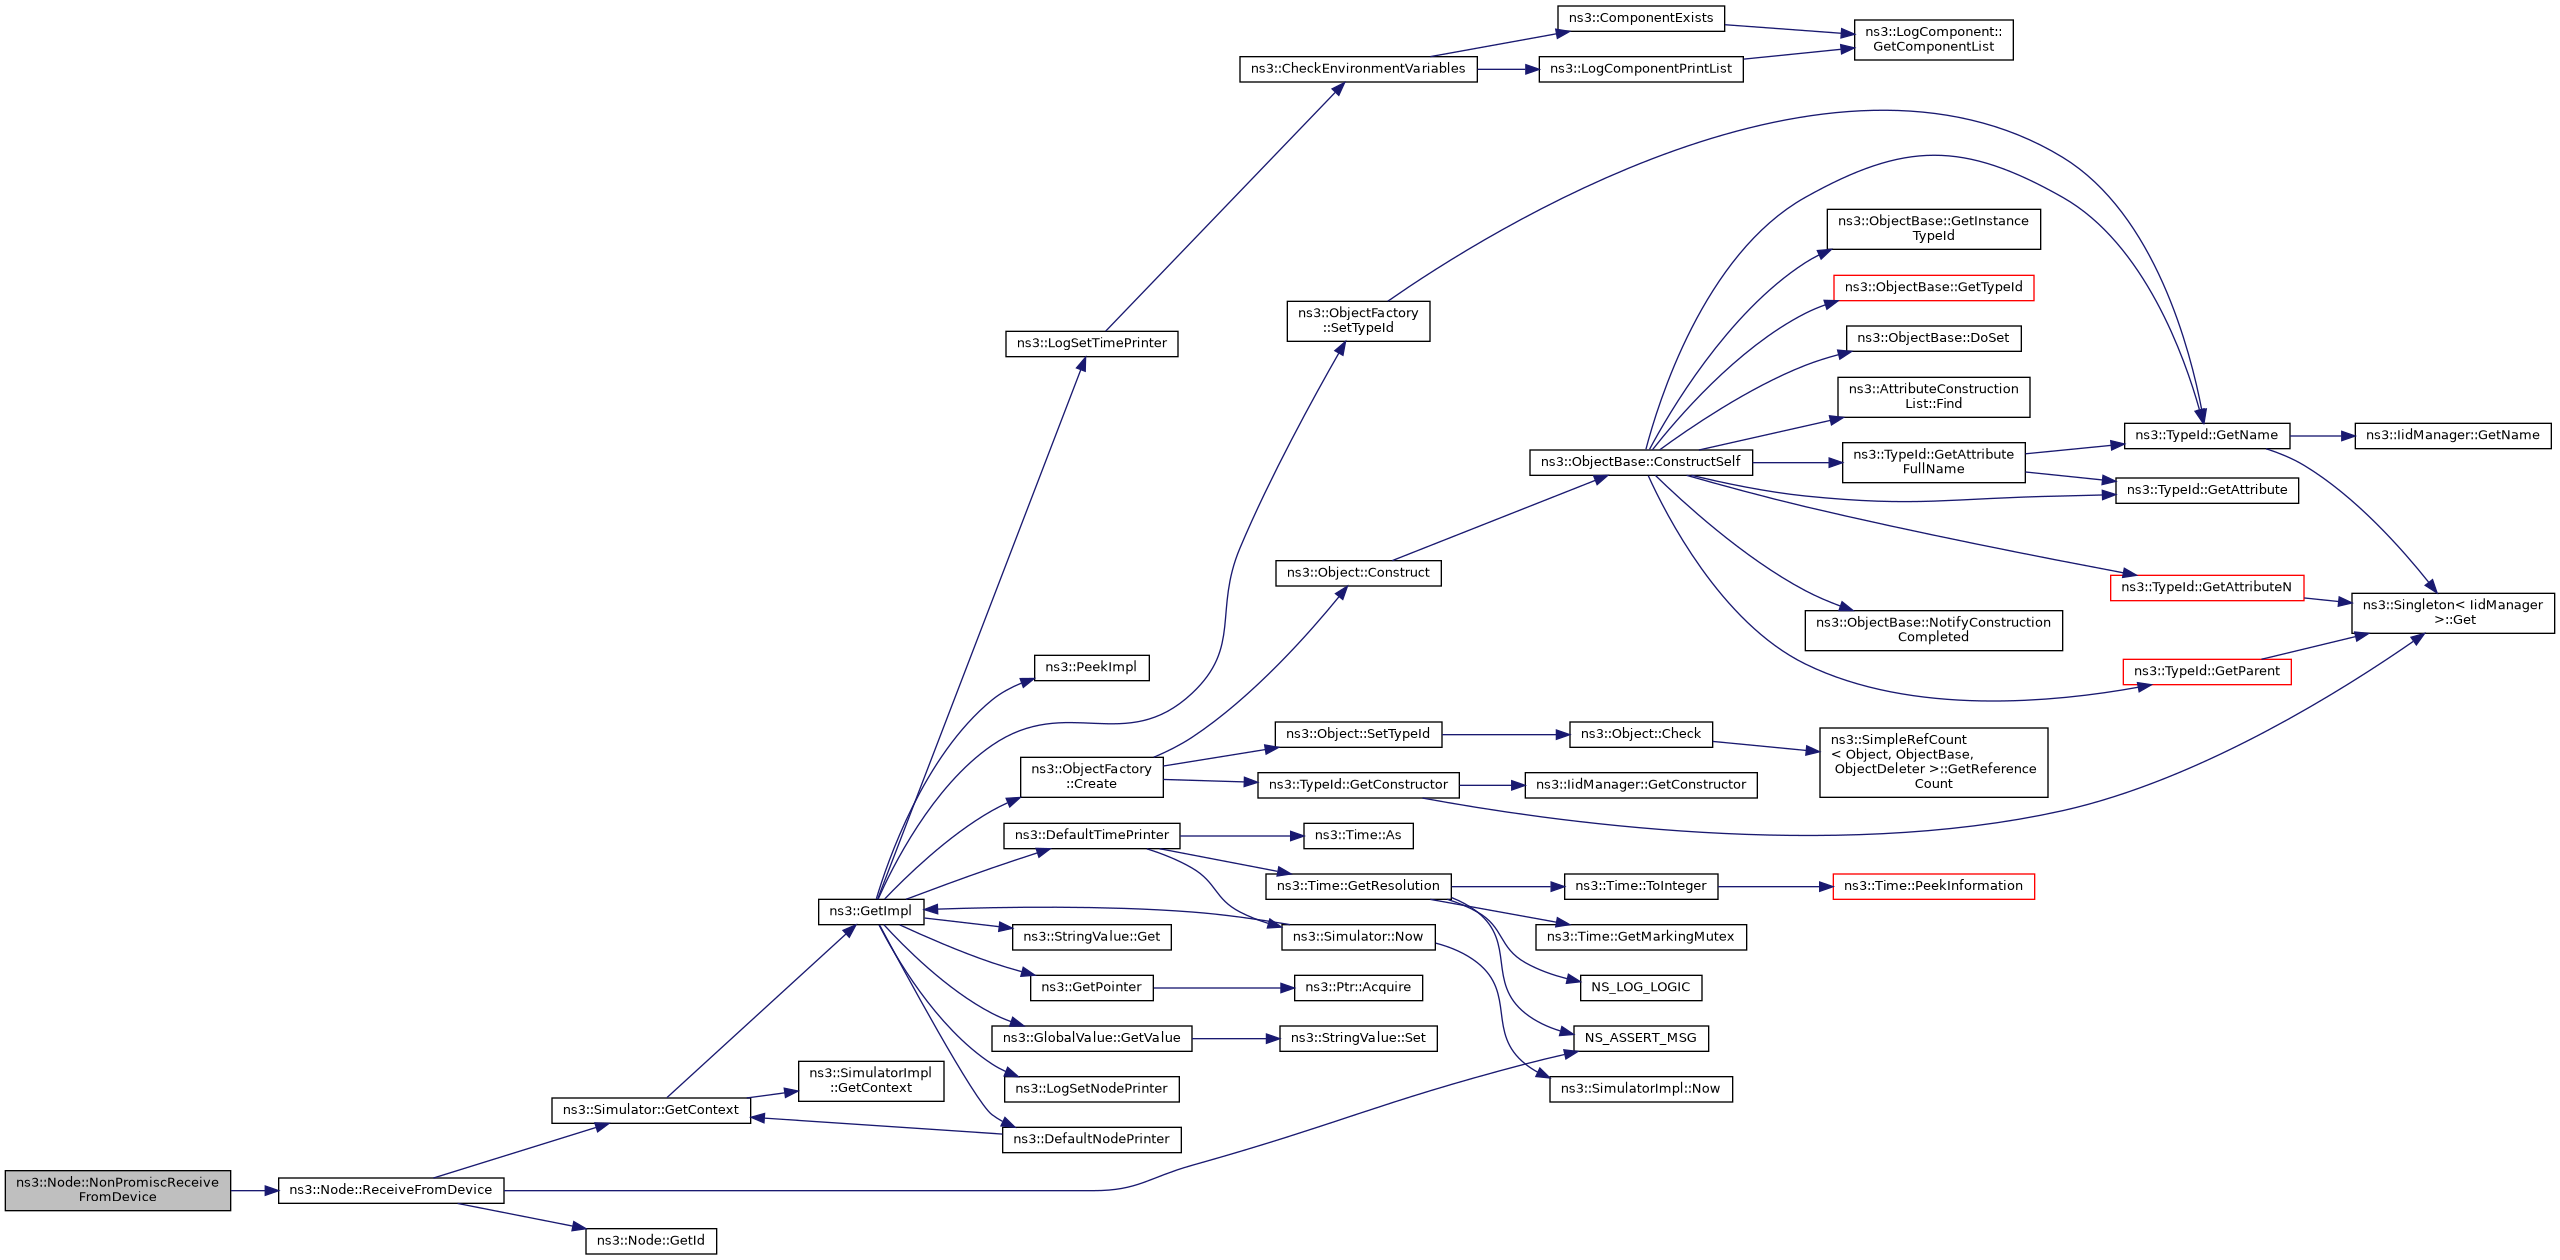 ns3::ComponentExists
ns3::LogComponent::
GetComponentList
ns3::CheckEnvironmentVariables
ns3::LogComponentPrintList
ns3::ObjectBase::GetInstance
TypeId
ns3::ObjectBase::GetTypeId
ns3::ObjectFactory
::SetTypeId
ns3::LogSetTimePrinter
ns3::ObjectBase::DoSet
ns3::AttributeConstruction
List::Find
ns3::TypeId::GetName
ns3::IidManager::GetName
ns3::ObjectBase::ConstructSelf
ns3::TypeId::GetAttribute
FullName
ns3::TypeId::GetAttribute
ns3::Object::Construct
ns3::TypeId::GetAttributeN
ns3::Singleton< IidManager
>::Get
ns3::ObjectBase::NotifyConstruction
Completed
ns3::PeekImpl
ns3::TypeId::GetParent
ns3::ObjectFactory
::Create
ns3::Object::SetTypeId
ns3::Object::Check
ns3::SimpleRefCount
< Object, ObjectBase,
ObjectDeleter >::GetReference
Count
ns3::TypeId::GetConstructor
ns3::IidManager::GetConstructor
ns3::DefaultTimePrinter
ns3::Time::As
ns3::Time::GetResolution
ns3::Time::ToInteger
ns3::Time::PeekInformation
ns3::GetImpl
ns3::StringValue::Get
ns3::Simulator::Now
ns3::Time::GetMarkingMutex
ns3::GetPointer
ns3::Ptr::Acquire
NS_LOG_LOGIC
ns3::GlobalValue::GetValue
ns3::StringValue::Set
NS_ASSERT_MSG
ns3::SimulatorImpl
::GetContext
ns3::LogSetNodePrinter
ns3::SimulatorImpl::Now
ns3::Simulator::GetContext
ns3::DefaultNodePrinter
ns3::Node::NonPromiscReceive
FromDevice
ns3::Node::ReceiveFromDevice
ns3::Node::GetId